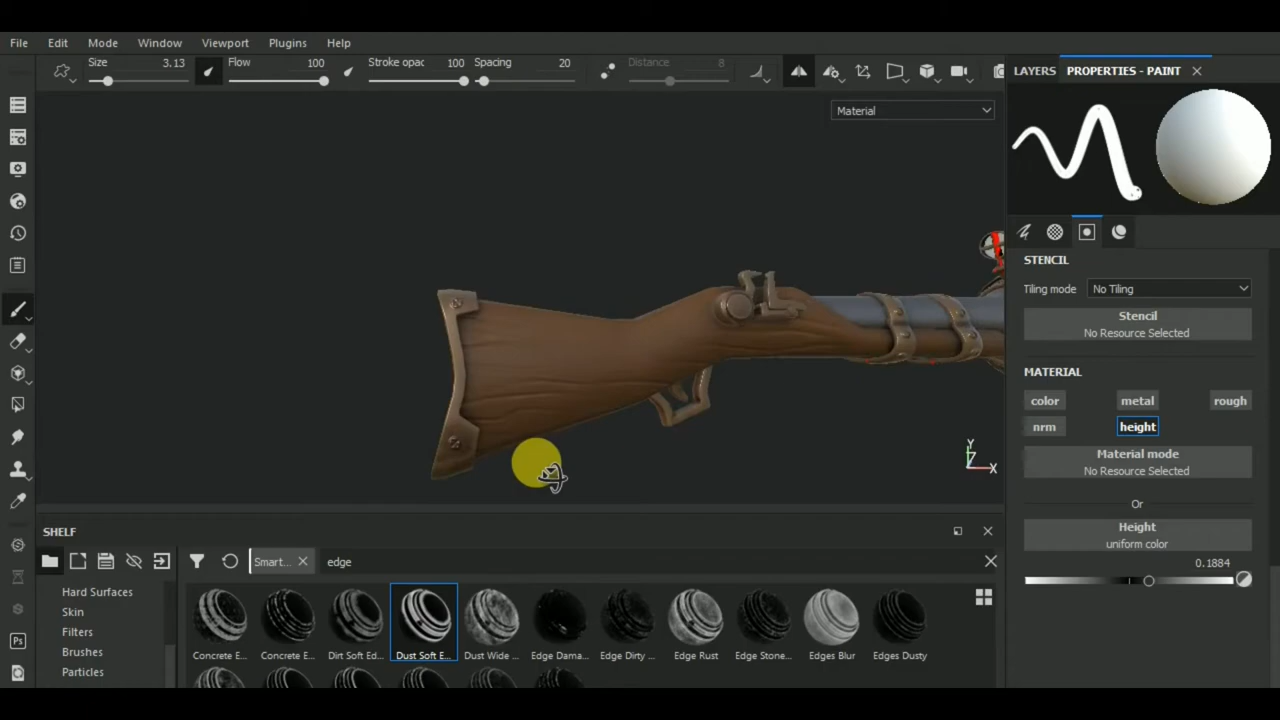 File Edit Mode Window Viewport Plugins Help
Size 3.13 Flow 100 Stroke opac 100 Spacing 20 Distance 8
LAYERS PROPERTIES - PAINT
Material
STENCIL
Tiling mode No Tiling
Stencil
No Resource Selected
MATERIAL
color metal rough
nrm height
Material mode
No Resource Selected
Or
Height
uniform color
0.1884
Y
Z X
SHELF
Smart... edge
Hard Surfaces
Skin
Filters
Brushes
Particles
Concrete E... Concrete E... Dirt Soft Ed... Dust Soft E... Dust Wide ... Edge Dama... Edge Dirty ... Edge Rust Edge Stone... Edges Blur Edges Dusty
Ps